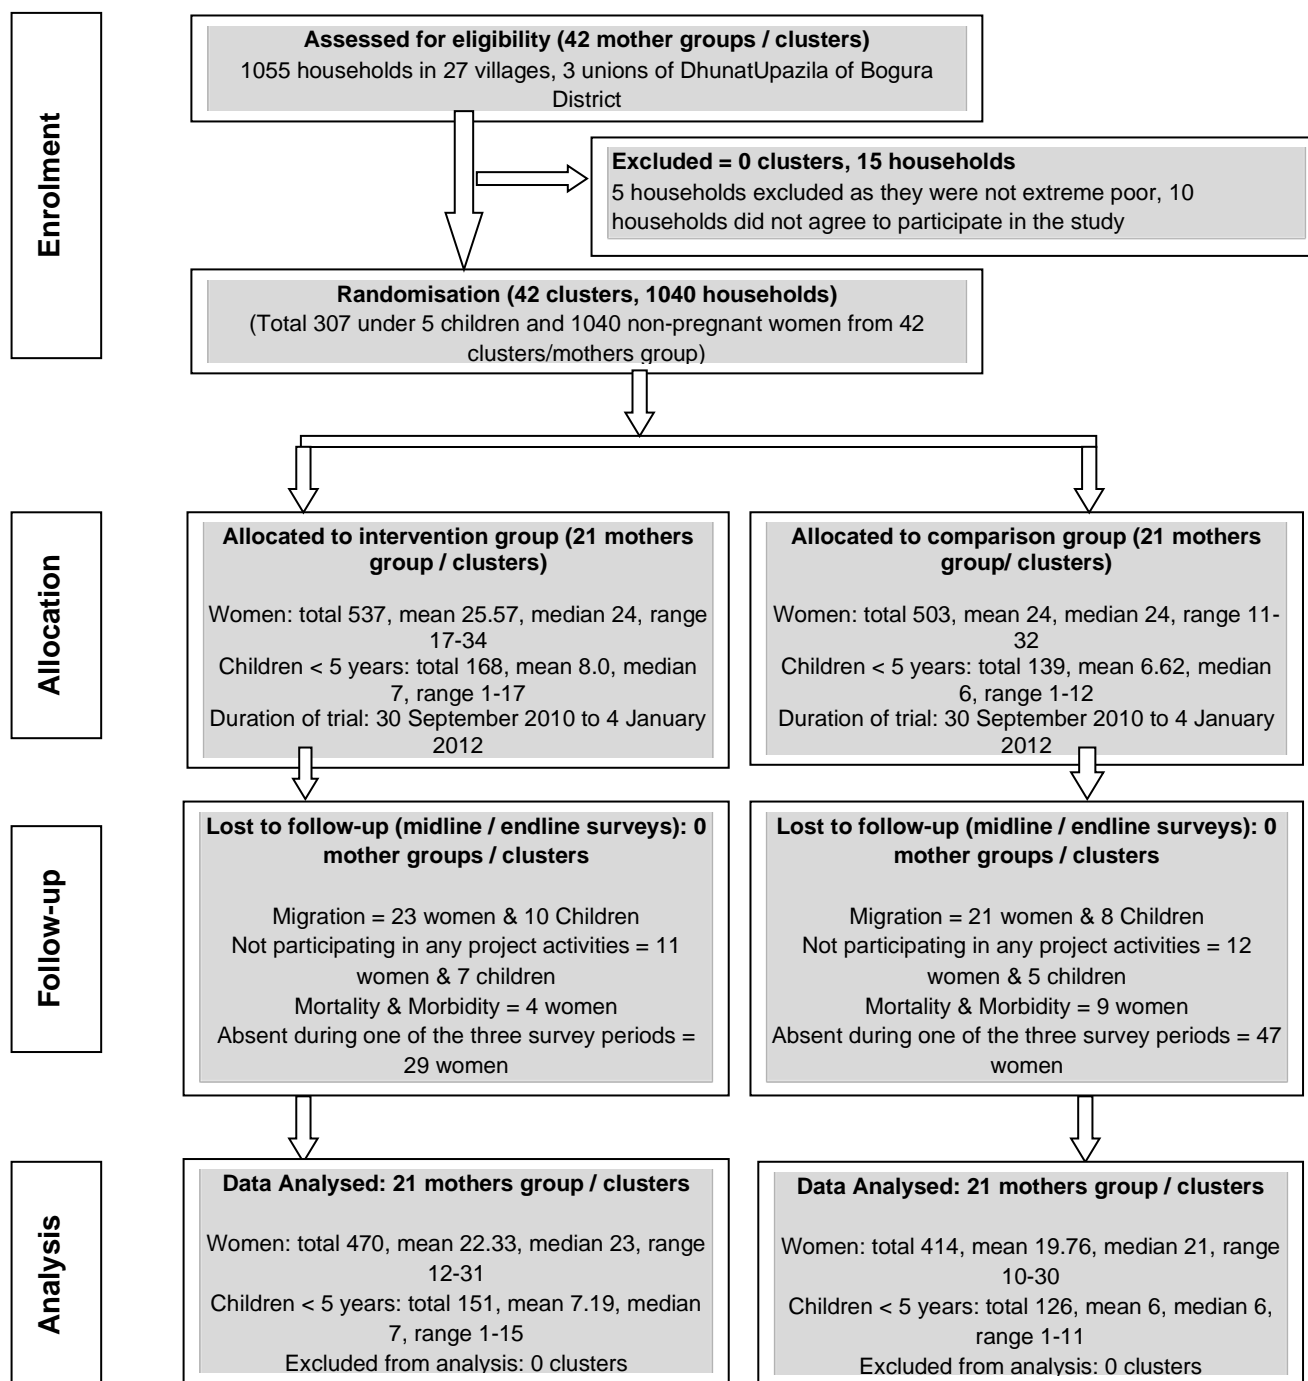 Enrolment
Assessed for eligibility (42 mother groups / clusters)
1055 households in 27 villages, 3 unions of DhunatUpazila of Bogura
District
Excluded = 0 clusters, 15 households
5 households excluded as they were not extreme poor, 10
households did not agree to participate in the study
Randomisation (42 clusters, 1040 households)
(Total 307 under 5 children and 1040 non-pregnant women from 42
clusters/mothers group)
Allocation
Allocated to intervention group (21 mothers
group / clusters)
Women: total 537, mean 25.57, median 24, range
17-34
Children < 5 years: total 168, mean 8.0, median
7, range 1-17
Duration of trial: 30 September 2010 to 4 January
2012
Allocated to comparison group (21 mothers
group/ clusters)
Women: total 503, mean 24, median 24, range 11-
32
Children < 5 years: total 139, mean 6.62, median
6, range 1-12
Duration of trial: 30 September 2010 to 4 January
2012
Follow-up
Lost to follow-up (midline / endline surveys): 0
mother groups / clusters
Migration = 23 women & 10 Children
Not participating in any project activities = 11
women & 7 children
Mortality & Morbidity = 4 women
Absent during one of the three survey periods =
29 women
Lost to follow-up (midline / endline surveys): 0
mother groups / clusters
Migration = 21 women & 8 Children
Not participating in any project activities = 12
women & 5 children
Mortality & Morbidity = 9 women
Absent during one of the three survey periods = 47
women
Analysis
Data Analysed: 21 mothers group / clusters
Women: total 470, mean 22.33, median 23, range
12-31
Children < 5 years: total 151, mean 7.19, median
7, range 1-15
Excluded from analysis: 0 clusters
Data Analysed: 21 mothers group / clusters
Women: total 414, mean 19.76, median 21, range
10-30
Children < 5 years: total 126, mean 6, median 6,
range 1-11
Excluded from analysis: 0 clusters